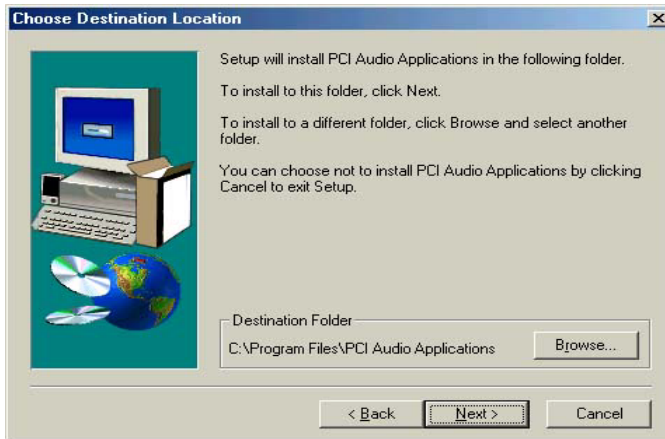 Choose Destination Location
Setup will install PCI Audio Applications in the following folder.
To install to this folder, click Next.
To install to a different folder, click Browse and select another
folder.
You can choose not to install PCI Audio Applications by clicking
Cancel to exit Setup.
Destination Folder
C:\Program Files\PCI Audio Applications
Browse...
< Back
Next >
Cancel